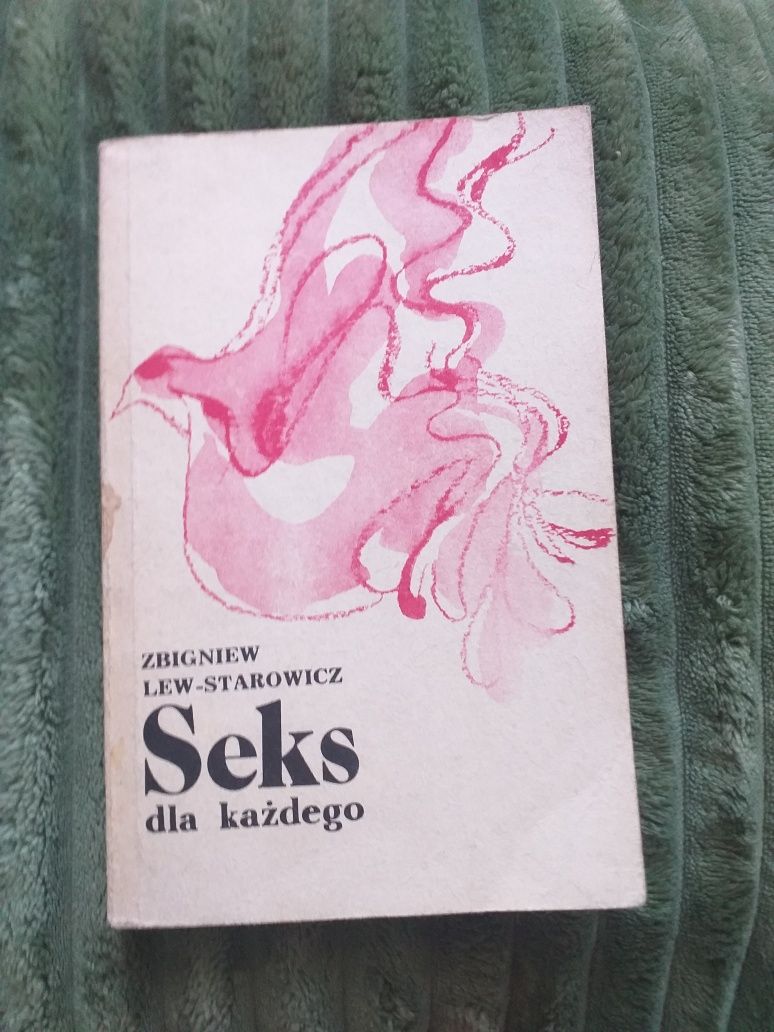 ZBIGNIEW
LEW-STAROWICZ
Seks
dla każdego